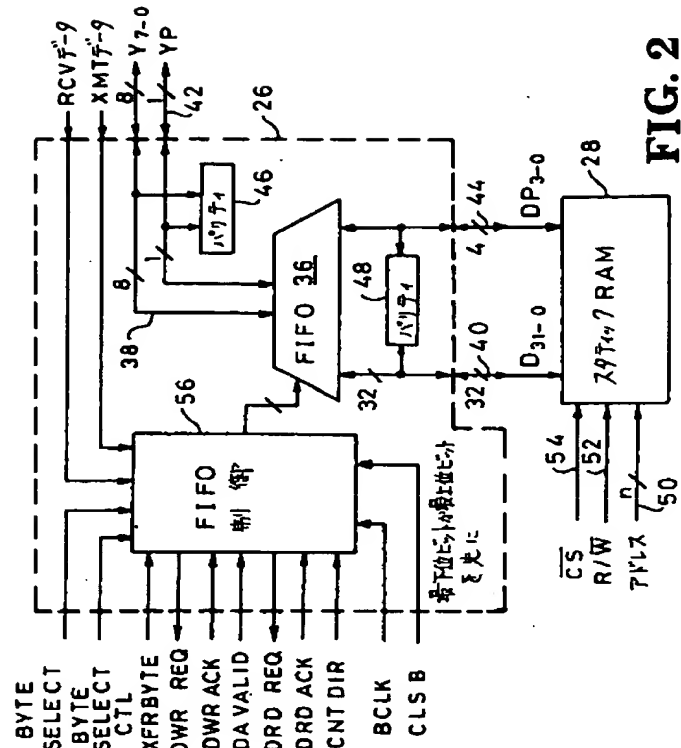 RCVデータ
XMTデータ
8 Y7-0
1 YP
42
26
8
1
38
パリティ
46
FIFO 36
48
パリティ
32
4 44
DP3-0
32 40
D31-0
28
スタティックRAM
56
FIFO
制御
最下位ビットか最上位ビット
を先に
BYTE
SELECT
BYTE
SELECT
CTL
XFRBYTE
DWR REQ
DWR ACK
DAVALID
DRD REQ
DRD ACK
CNTDIR
BCLK
CLSB
54
CS
52
R/W
n
50
アドレス
FIG. 2